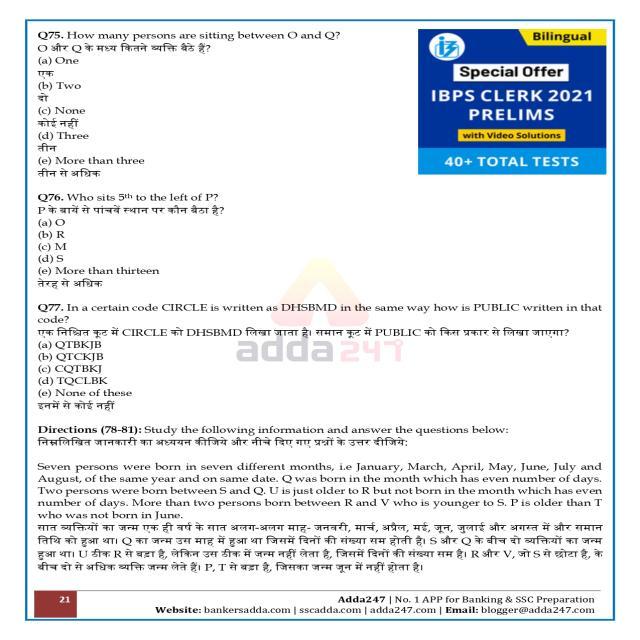 Q75. How many persons are sitting between O and Q?
O और Q के मध्य कितने व्यक्ति बैठे हैं?
(a) One
एक
(b) Two
दो
(c) None
कोई नहीं
(d) Three
तीन
(e) More than three
तीन से अधिक
Bilingual
Special Offer
IBPS CLERK 2021
PRELIMS
with Video Solutions
40+ TOTAL TESTS
Q76. Who sits 5th to the left of P?
P के बायें से पांचवें स्थान पर कौन बैठा है?
(a) O
(b) R
(c) M
(d) S
(e) More than thirteen
तेरह से अधिक
Q77. In a certain code CIRCLE is written as DHSBMD in the same way how is PUBLIC written in that
code?
एक निश्चित कूट में CIRCLE को DHSBMD लिखा जाता है। समान कूट में PUBLIC को किस प्रकार से लिखा जाएगा?
(a) QTBKJB
(b) QTCKJB
(c) CQTBKJ
(d) TQCLBK
(e) None of these
इनमें से कोई नहीं
adda247
Directions (78-81): Study the following information and answer the questions below:
निम्नलिखित जानकारी का अध्ययन कीजिये और नीचे दिए गए प्रश्नों के उत्तर दीजिये:
Seven persons were born in seven different months, i.e January, March, April, May, June, July and
August, of the same year and on same date. Q was born in the month which has even number of days.
Two persons were born between S and Q. U is just older to R but not born in the month which has even
number of days. More than two persons born between R and V who is younger to S. P is older than T
who was not born in June.
सात व्यक्तियों का जन्म एक ही वर्ष के सात अलग-अलग माह- जनवरी, मार्च, अप्रैल, मई, जून, जुलाई और अगस्त में और समान
तिथि को हुआ था। Q का जन्म उस माह में हुआ था जिसमें दिनों की संख्या सम होती है। S और Q के बीच दो व्यक्तियों का जन्म
हुआ था। U ठीक R से बड़ा है, लेकिन उस ठीक में जन्म नहीं लेता है, जिसमें दिनों की संख्या सम है। R और V, जो S से छोटा है, के
बीच दो से अधिक व्यक्ति जन्म लेते हैं। P, T से बड़ा है, जिसका जन्म जून में नहीं होता है।
21
Adda247 | No. 1 APP for Banking & SSC Preparation
Website: bankersadda.com | sscadda.com | adda247.com | Email: blogger@adda247.com